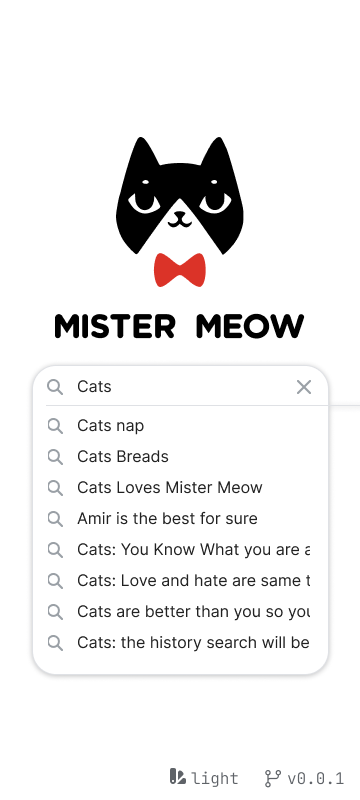 MISTER MEOW
Cats
Cats nap
Cats Breads
Cats Loves Mister Meow
Amir is the best for sure
Cats: You Know What you are a
Cats: Love and hate are same t
Cats are better than you so you
Cats: the history search will be
light v0.0.1